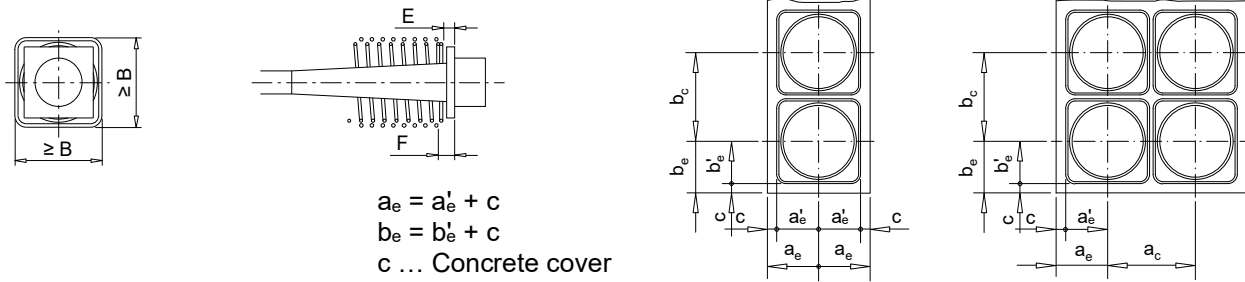 ≥ B
≥ B
E
F
aₑ = a'ₑ + c
bₑ = b'ₑ + c
c … Concrete cover
b꜀
bₑ
b'ₑ
c
c
a'ₑ
a'ₑ
c
aₑ
aₑ
b꜀
bₑ
b'ₑ
c
c
a'ₑ
aₑ
a꜀